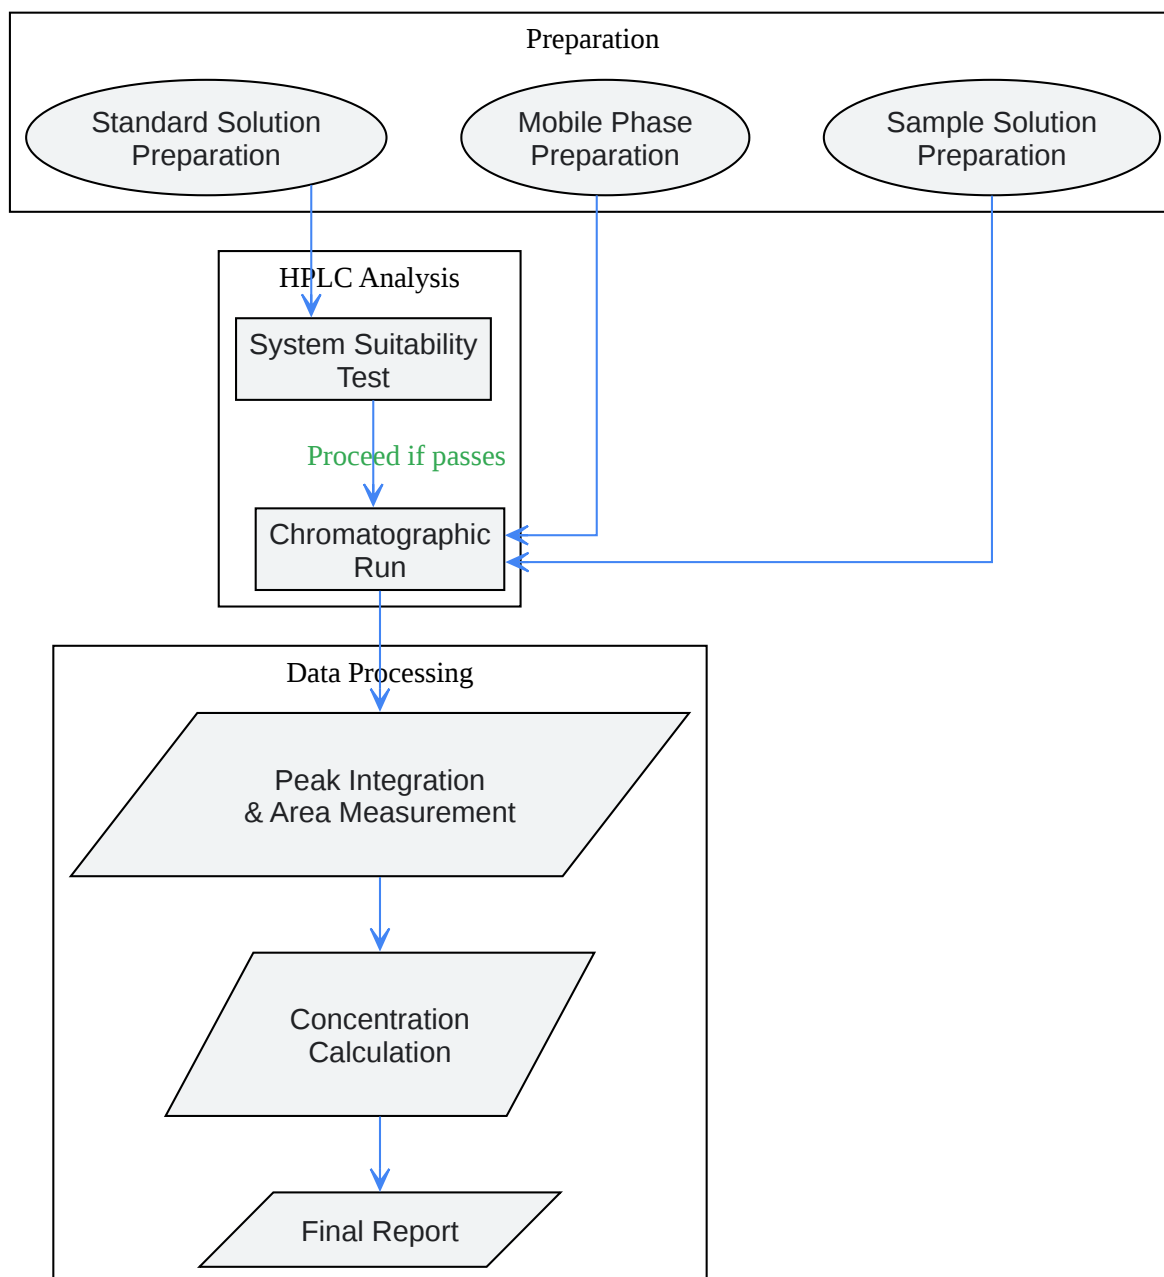 Preparation
Standard Solution
Preparation
Mobile Phase
Preparation
Sample Solution
Preparation
HPLC Analysis
System Suitability
Test
Proceed if passes
Chromatographic
Run
Data Processing
Peak Integration
& Area Measurement
Concentration
Calculation
Final Report